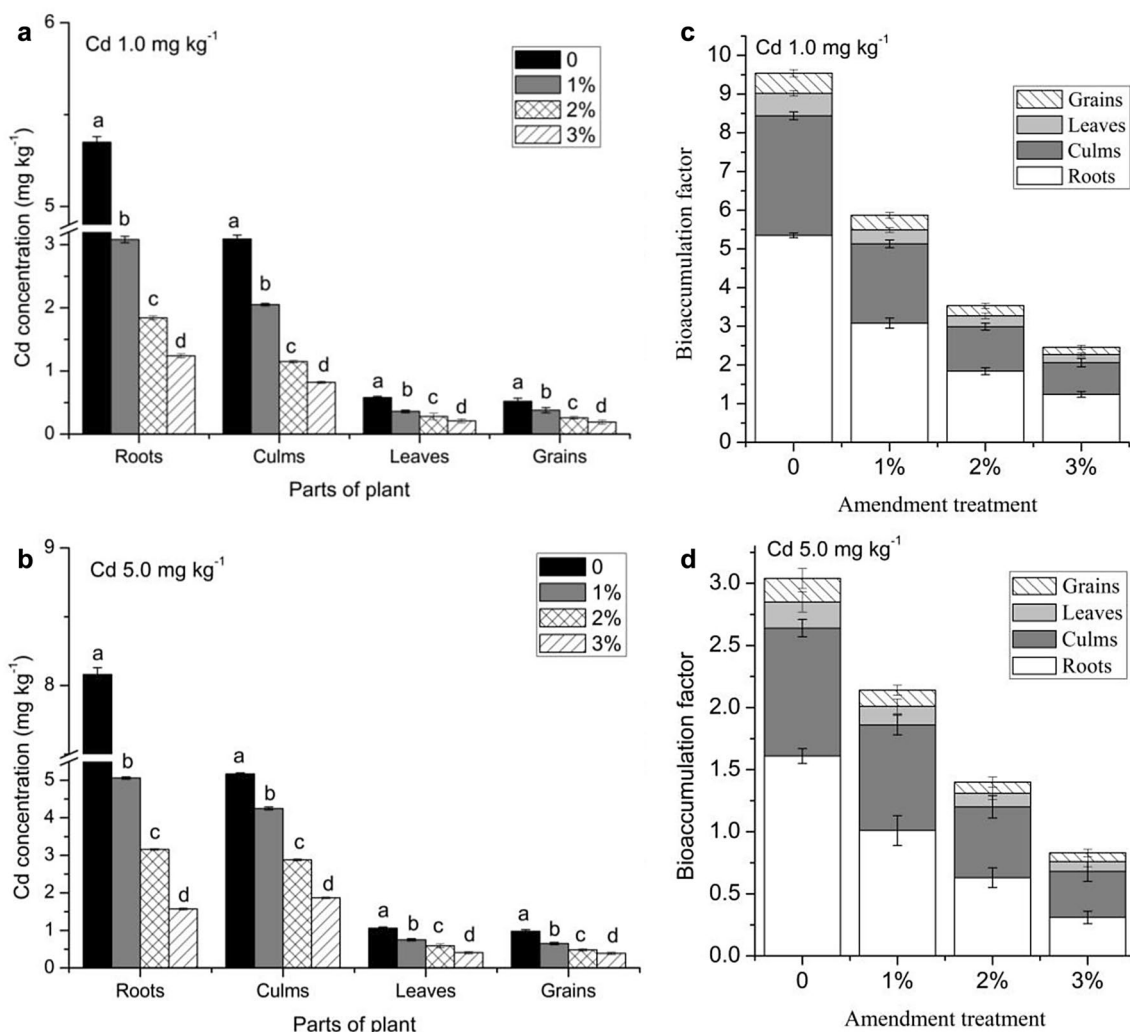 a
Cd 1.0 mg kg⁻¹
0
1%
2%
3%
Cd concentration (mg kg⁻¹)
6
5
3
2
1
0
a
b
c
d
a
b
c
d
a
b
c
d
a
b
c
d
Roots Culms Leaves Grains
Parts of plant
c
Cd 1.0 mg kg⁻¹
Grains
Leaves
Culms
Roots
Bioaccumulation factor
10
9
8
7
6
5
4
3
2
1
0
0 1% 2% 3%
Amendment treatment
b
Cd 5.0 mg kg⁻¹
0
1%
2%
3%
Cd concentration (mg kg⁻¹)
9
8
5
4
3
2
1
0
a
b
c
d
a
b
c
d
a
b
c
d
a
b
c
d
Roots Culms Leaves Grains
Parts of plant
d
Cd 5.0 mg kg⁻¹
Grains
Leaves
Culms
Roots
Bioaccumulation factor
3.0
2.5
2.0
1.5
1.0
0.5
0.0
0 1% 2% 3%
Amendment treatment